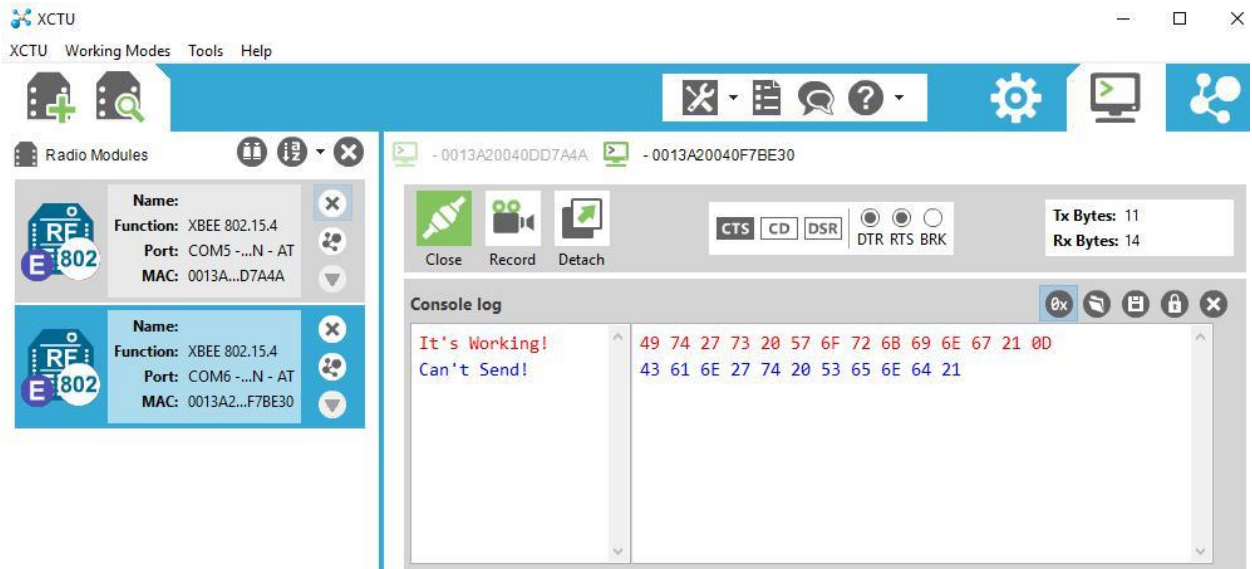 XCTU
XCTU Working Modes Tools Help
Radio Modules
Name:
Function: XBEE 802.15.4
Port: COM5 -...N - AT
MAC: 0013A...D7A4A
RF
E 802
Name:
Function: XBEE 802.15.4
Port: COM6 -...N - AT
MAC: 0013A2...F7BE30
RF
E 802
- 0013A20040DD7A4A - 0013A20040F7BE30
Close Record Detach
CTS CD DSR DTR RTS BRK
Tx Bytes: 11
Rx Bytes: 14
Console log
0x
It's Working! 49 74 27 73 20 57 6F 72 6B 69 6E 67 21 0D
Can't Send! 43 61 6E 27 74 20 53 65 6E 64 21